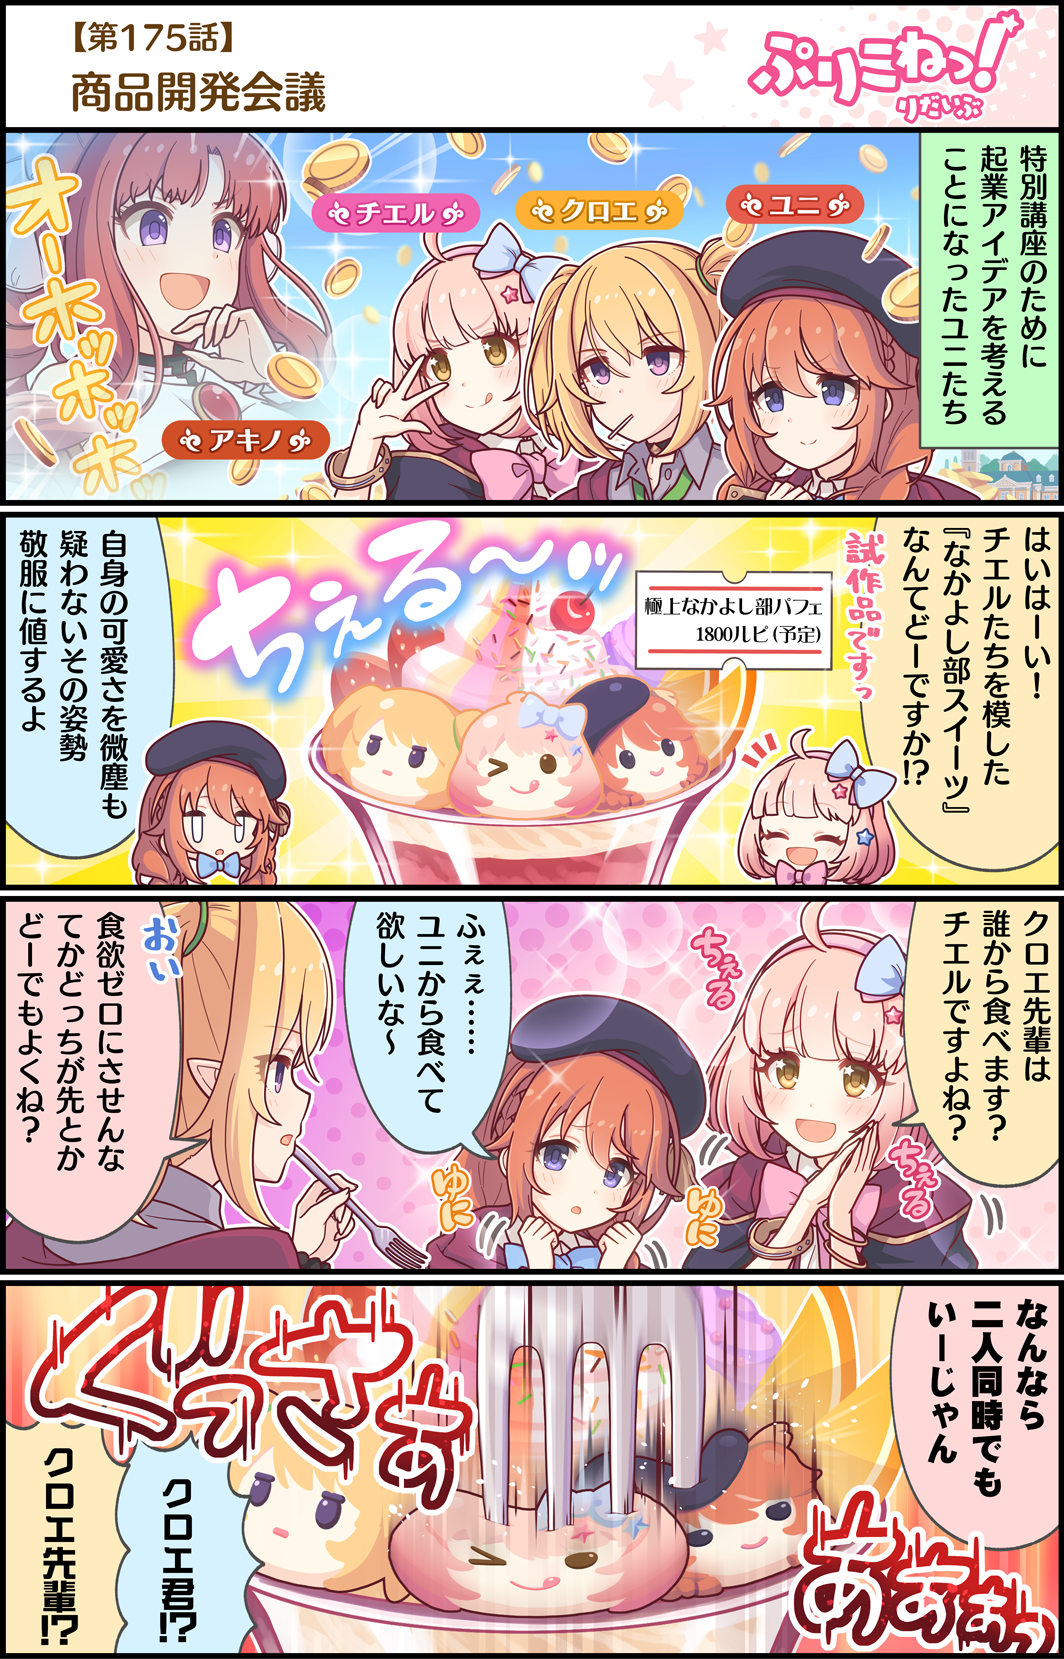 【第175話】
商品開発会議
ぷりこねっ!
りだいぶ
特別講座のために
起業アイデアを考える
ことになったユニたち
ユニ
クロエ
チエル
アキノ
オーホッホッホッホ
はいはーい！
チエルたちを模した
『なかよし部スイーツ』
なんてどーですか!?
試作品ですっ
極上なかよし部パフェ
1800ルピ(予定)
ちぇる～ッ
自身の可愛さを微塵も
疑わないその姿勢
敬服に値するよ
クロエ先輩は
誰から食べます？
チエルですよね？
ちぇる
ちぇる
ふぇぇ……
ユニから食べて
欲しいな～
ゆに
ゆに
おい
食欲ゼロにさせんな
てかどっちが先とか
どーでもよくね？
なんなら
二人同時でも
いーじゃん
ぐっさぁ
ああぁっ
クロエ君!?
クロエ先輩!?